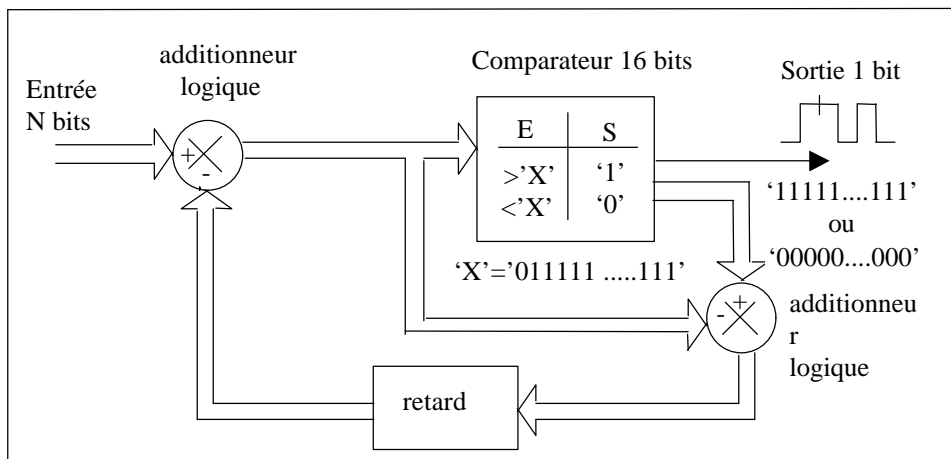 Entrée
N bits
additionneur
logique
+
-
Comparateur 16 bits
E S
>'X' '1'
<'X' '0'
'X'='011111 .....111'
Sortie 1 bit
'11111....111'
ou
'00000....000'
+
-
additionneu
r
logique
retard